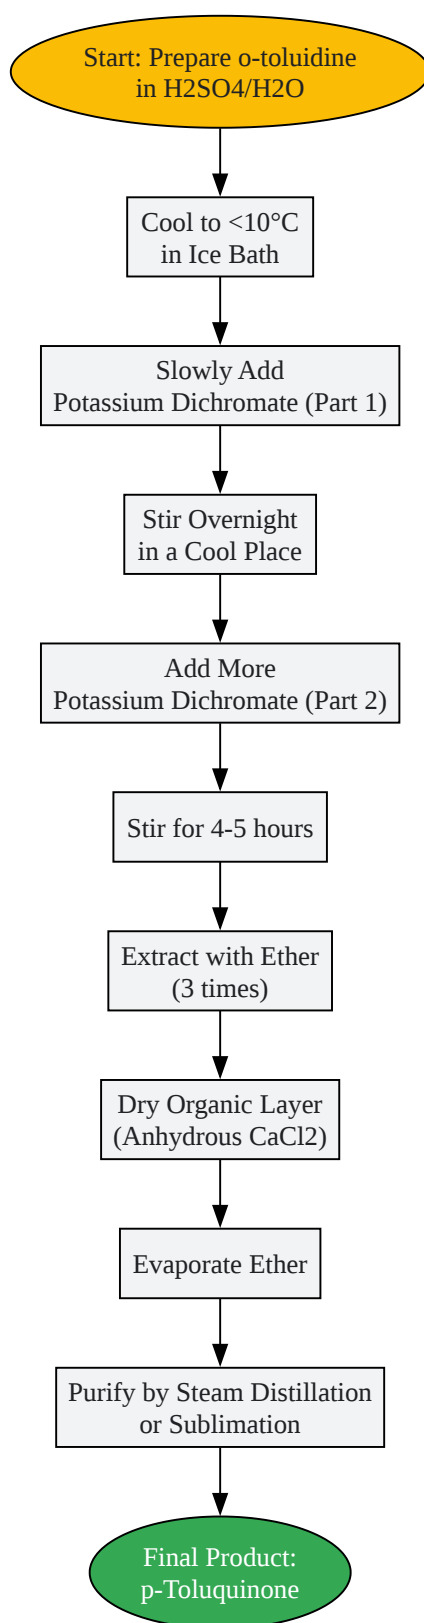 Start: Prepare o-toluidine
in H2SO4/H2O
Cool to <10°C
in Ice Bath
Slowly Add
Potassium Dichromate (Part 1)
Stir Overnight
in a Cool Place
Add More
Potassium Dichromate (Part 2)
Stir for 4-5 hours
Extract with Ether
(3 times)
Dry Organic Layer
(Anhydrous CaCl2)
Evaporate Ether
Purify by Steam Distillation
or Sublimation
Final Product:
p-Toluquinone